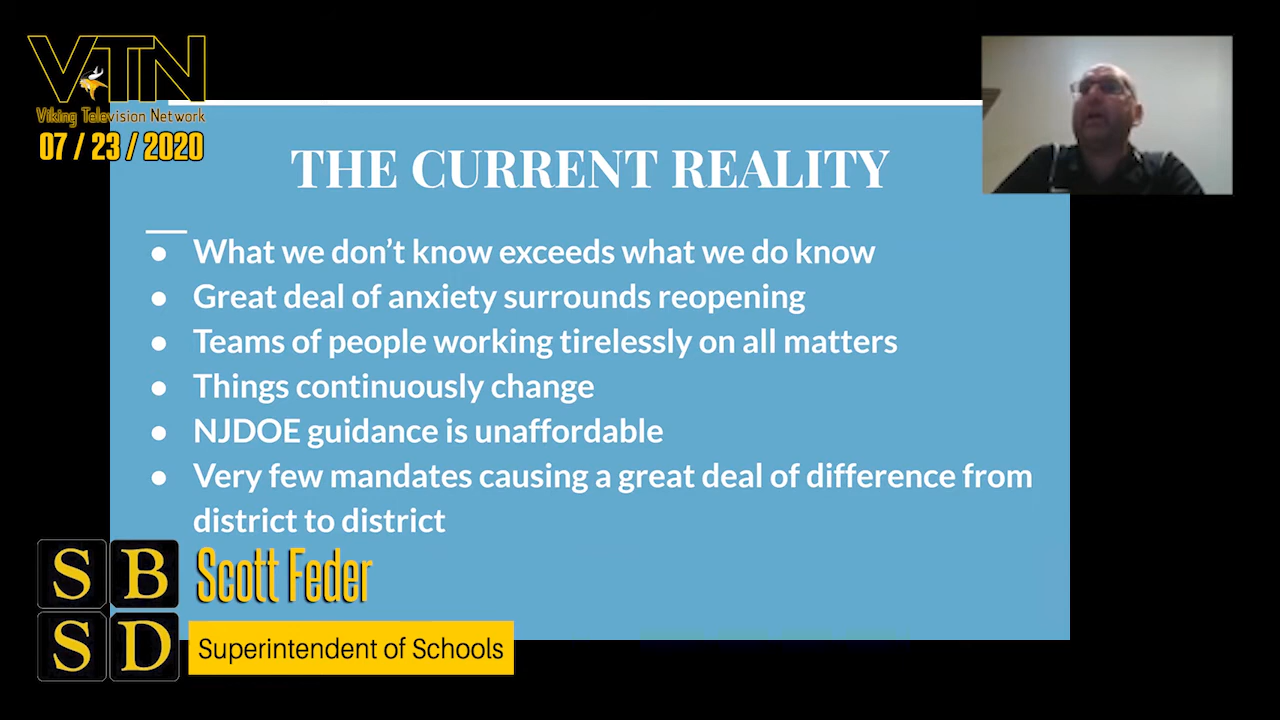 VTN
Viking Television Network
07 / 23 / 2020
THE CURRENT REALITY
● What we don’t know exceeds what we do know
● Great deal of anxiety surrounds reopening
● Teams of people working tirelessly on all matters
● Things continuously change
● NJDOE guidance is unaffordable
● Very few mandates causing a great deal of difference from
district to district
S B
S D
Scott Feder
Superintendent of Schools